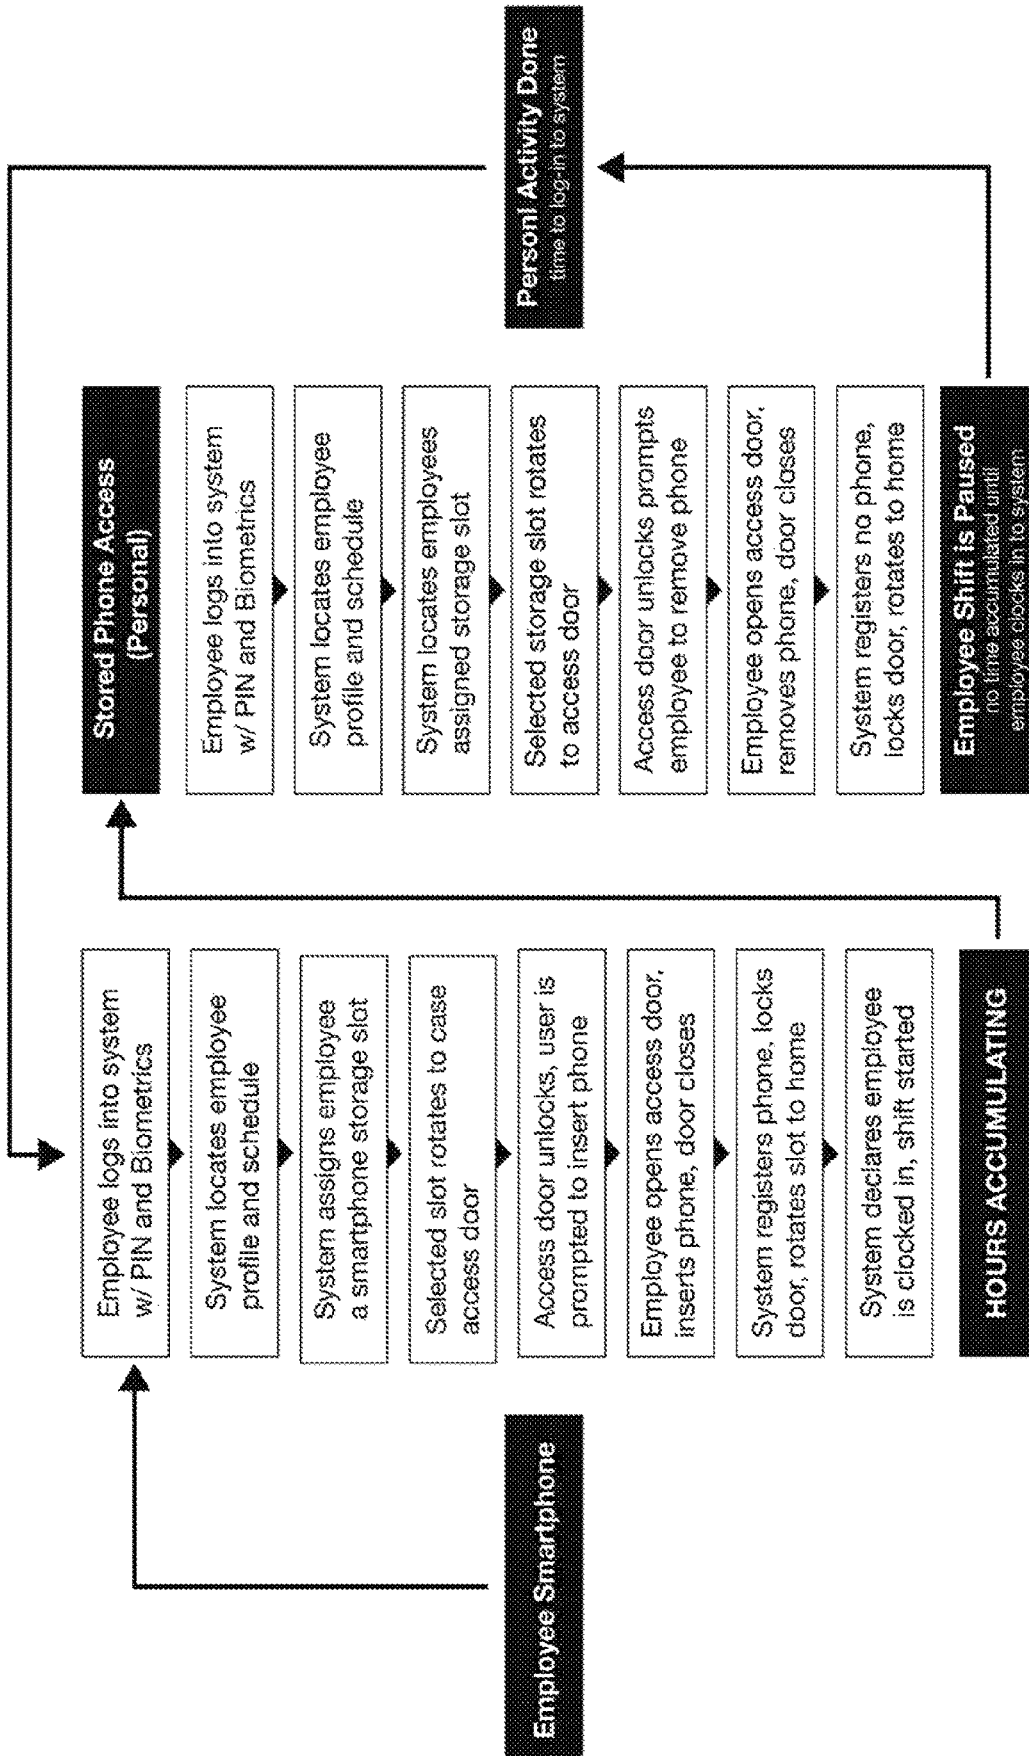 Employee Smartphone
Employee logs into system
w/ PIN and Biometrics
System locates employee
profile and schedule
System assigns employee
a smartphone storage slot
Selected slot rotates to case
access door
Access door unlocks, user is
prompted to insert phone
Employee opens access door,
inserts phone, door closes
System registers phone, locks
door, rotates slot to home
System declares employee
is clocked in, shift started
HOURS ACCUMULATING
Stored Phone Access
(Personal)
Employee logs into system
w/ PIN and Biometrics
System locates employee
profile and schedule
System locates employees
assigned storage slot
Selected storage slot rotates
to access door
Access door unlocks prompts
employee to remove phone
Employee opens access door,
removes phone, door closes
System registers no phone,
locks door, rotates to home
Employee Shift is Paused
no time accumulated until
employee clocks in to system
Personl Activity Done
time to log-in to system